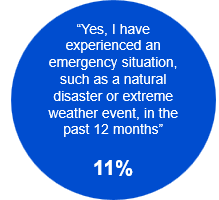 “Yes, I have
experienced an
emergency situation,
such as a natural
disaster or extreme
weather event, in the
past 12 months”
11%